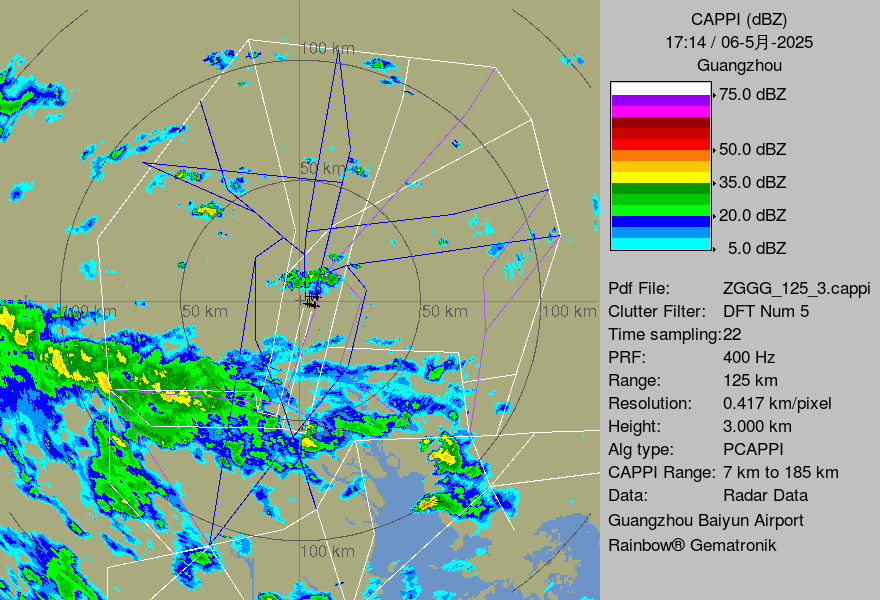 CAPPI (dBZ)
17:14 / 06-5月-2025
Guangzhou
75.0 dBZ
50.0 dBZ
35.0 dBZ
20.0 dBZ
5.0 dBZ
Pdf File: ZGGG_125_3.cappi
Clutter Filter: DFT Num 5
Time sampling:22
PRF: 400 Hz
Range: 125 km
Resolution: 0.417 km/pixel
Height: 3.000 km
Alg type: PCAPPI
CAPPI Range: 7 km to 185 km
Data: Radar Data
Guangzhou Baiyun Airport
Rainbow® Gematronik
100 km
50 km
100 km
50 km
50 km
100 km
100 km